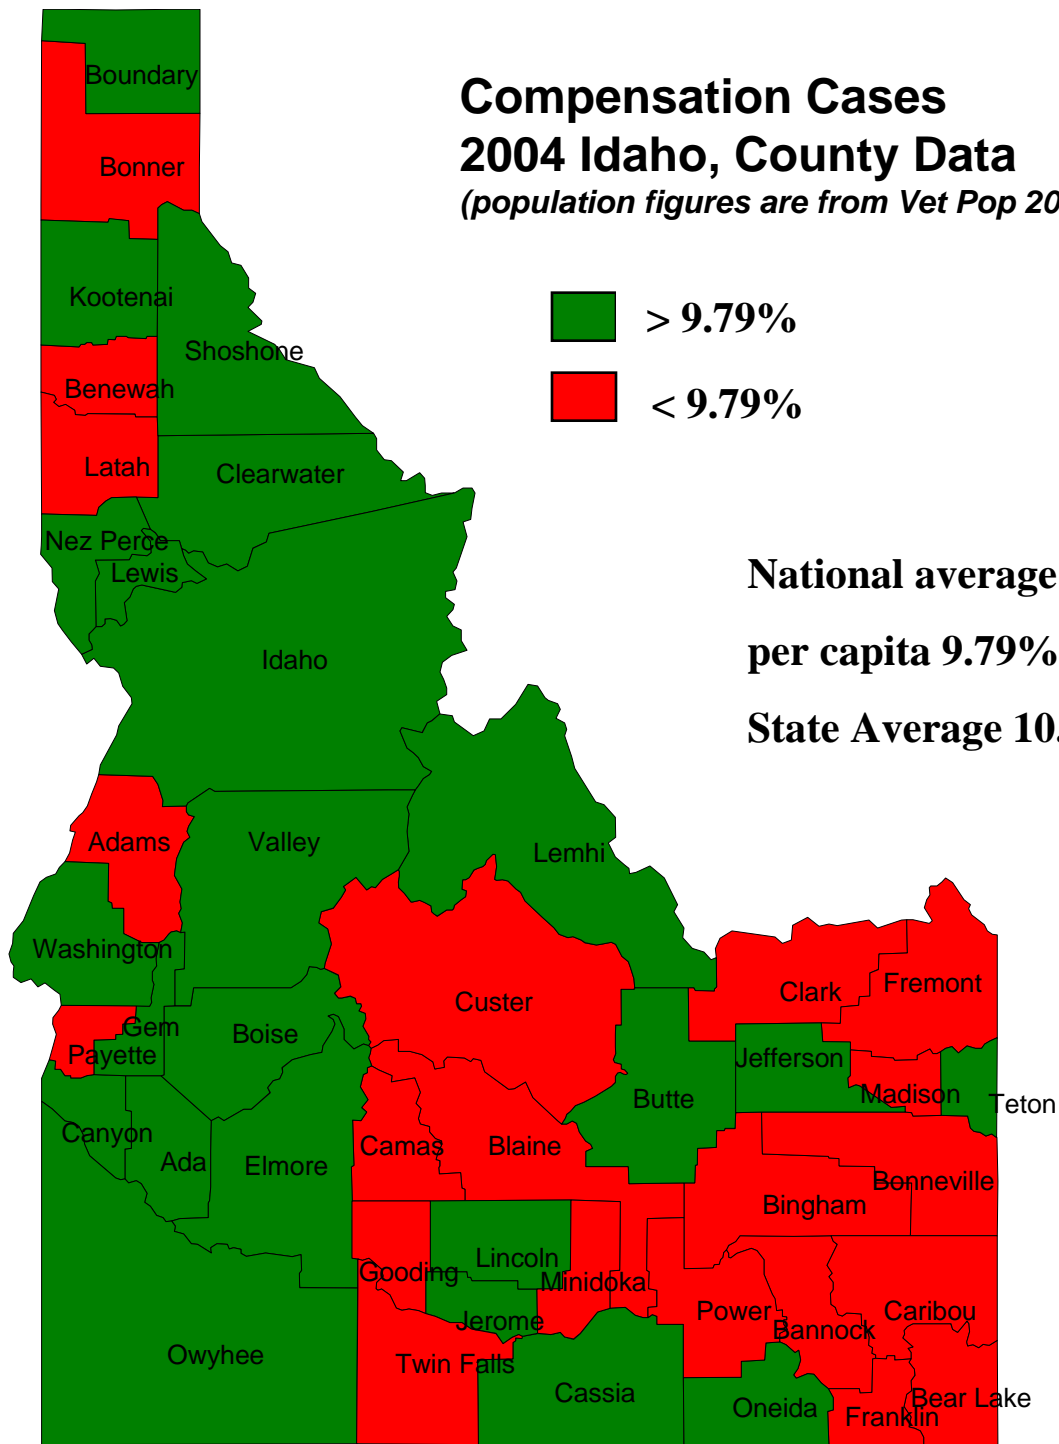 Compensation Cases
2004 Idaho, County Data
(population figures are from Vet Pop 20
> 9.79%
< 9.79%
National average
per capita 9.79%
State Average 10.
Boundary
Bonner
Kootenai
Shoshone
Benewah
Latah
Clearwater
Nez Perce
Lewis
Idaho
Adams
Valley
Lemhi
Washington
Custer
Clark
Fremont
Gem
Payette
Boise
Jefferson
Madison
Teton
Butte
Canyon
Ada
Elmore
Camas
Blaine
Bonneville
Bingham
Lincoln
Gooding
Minidoka
Jerome
Power
Bannock
Caribou
Owyhee
Twin Falls
Cassia
Oneida
Franklin
Bear Lake